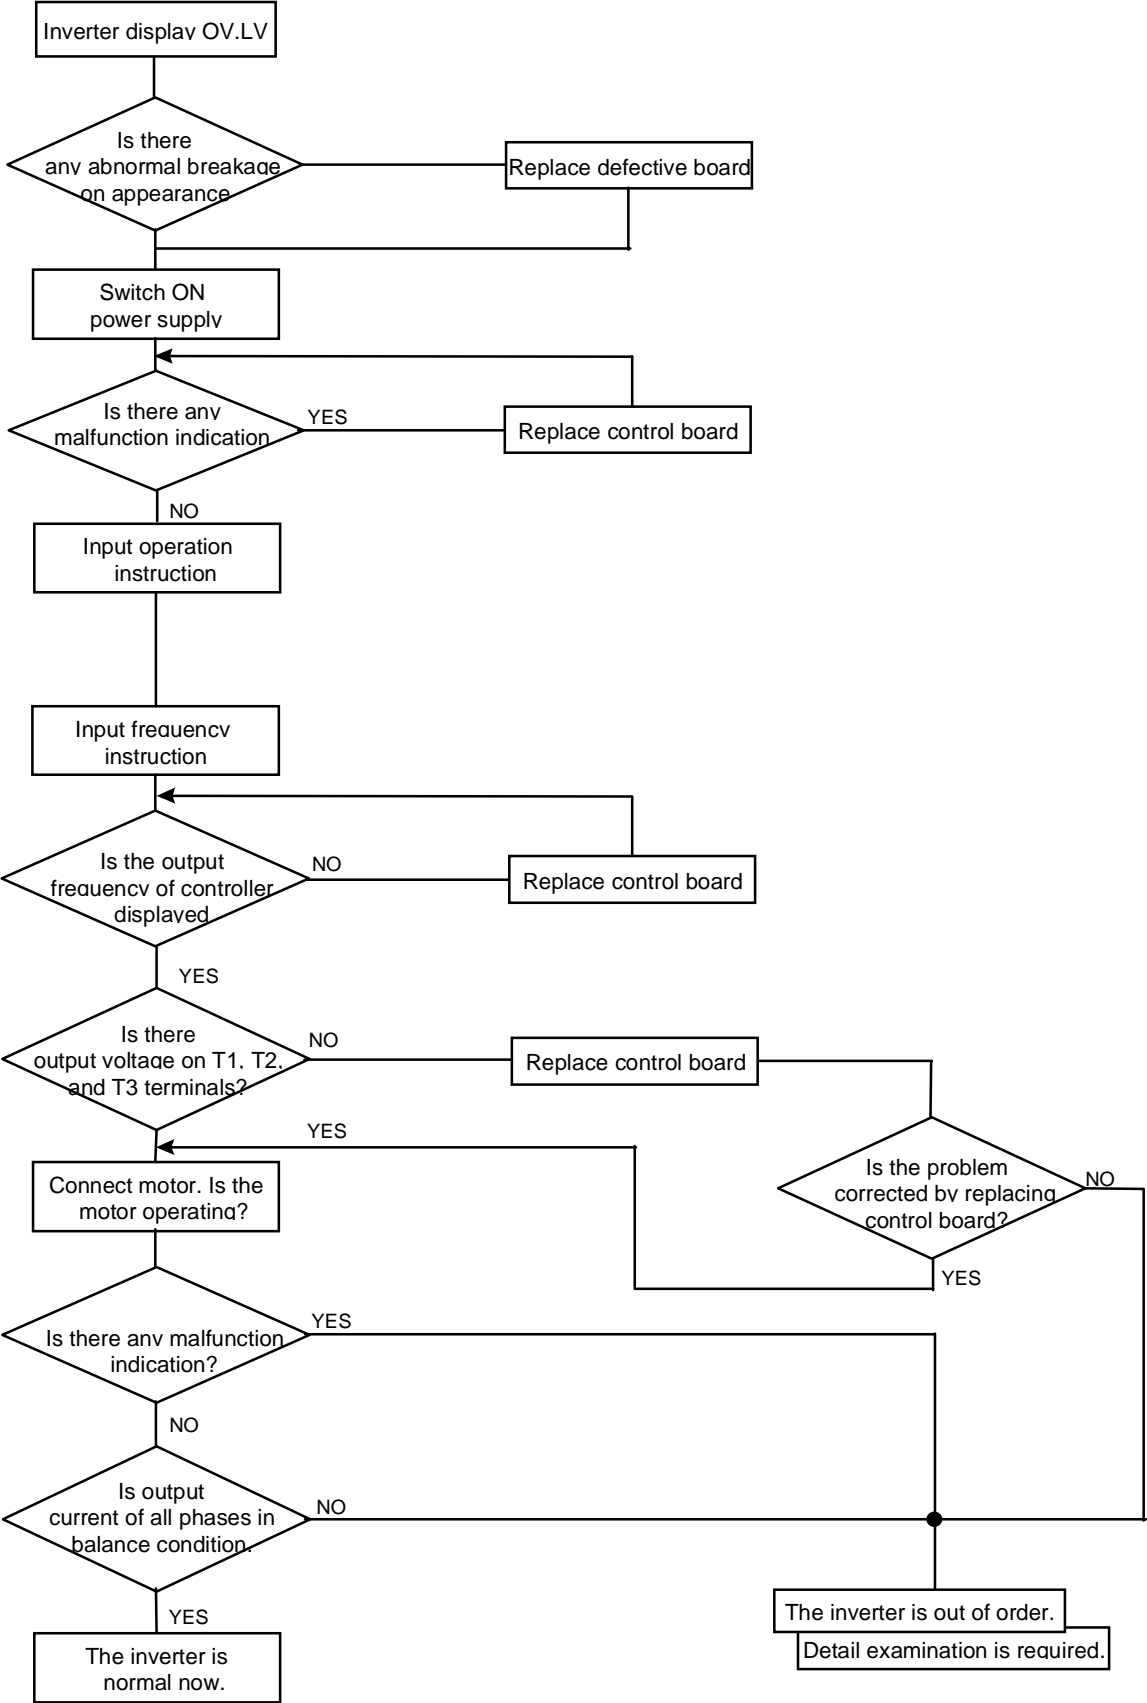 Inverter display OV.LV
Is there
any abnormal breakage
on appearance
Replace defective board
Switch ON
power supply
Is there any
malfunction indication
YES
Replace control board
NO
Input operation
instruction
Input frequency
instruction
Is the output
frequency of controller
displayed
NO
Replace control board
YES
Is there
output voltage on T1, T2,
and T3 terminals?
NO
Replace control board
YES
Is the problem
corrected by replacing
control board?
NO
YES
Connect motor. Is the
motor operating?
Is there any malfunction
indication?
YES
NO
Is output
current of all phases in
balance condition.
NO
YES
The inverter is
normal now.
The inverter is out of order.
Detail examination is required.